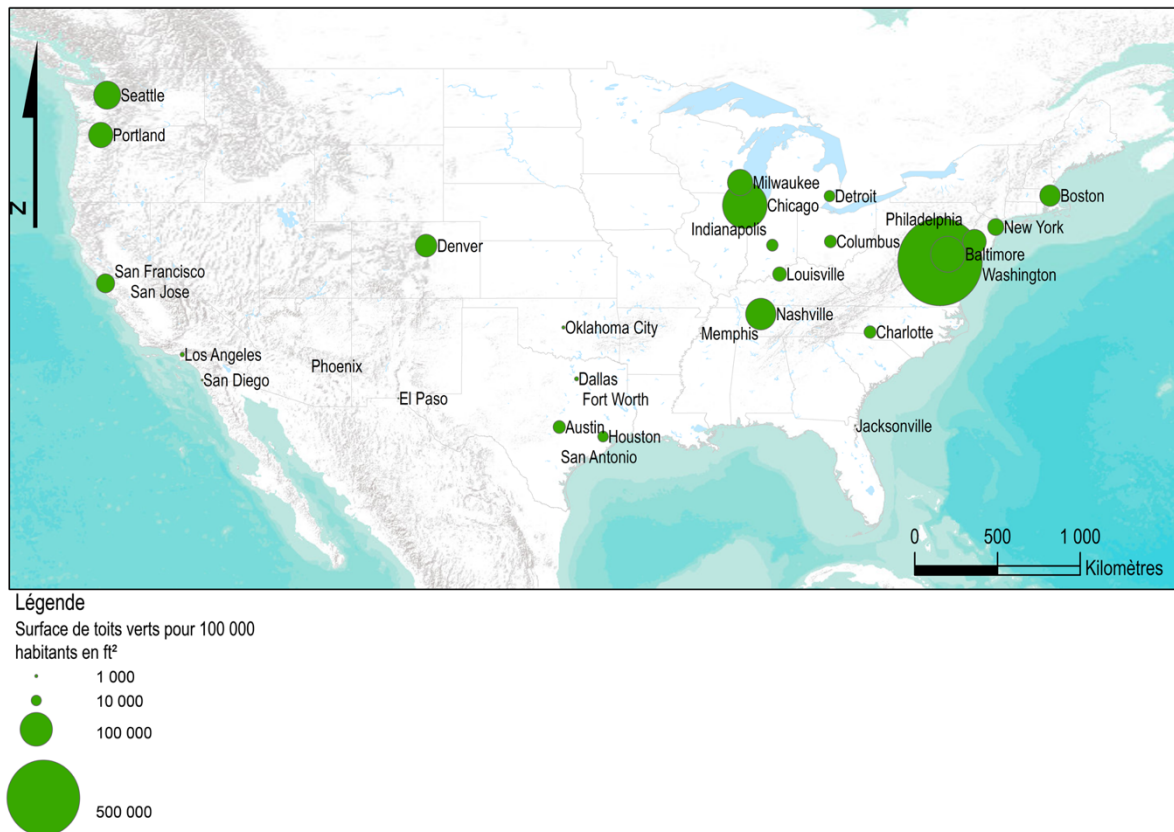 Seattle
Portland
Milwaukee
Detroit
Chicago
Boston
Philadelphia
New York
Indianapolis
Columbus
Denver
Baltimore
Washington
San Francisco
San Jose
Louisville
Nashville
Memphis
Charlotte
Oklahoma City
Los Angeles
Phoenix
San Diego
Dallas
El Paso
Fort Worth
Austin
Houston
Jacksonville
San Antonio
N
0 500 1 000
Kilomètres
Légende
Surface de toits verts pour 100 000
habitants en ft²
1 000
10 000
100 000
500 000